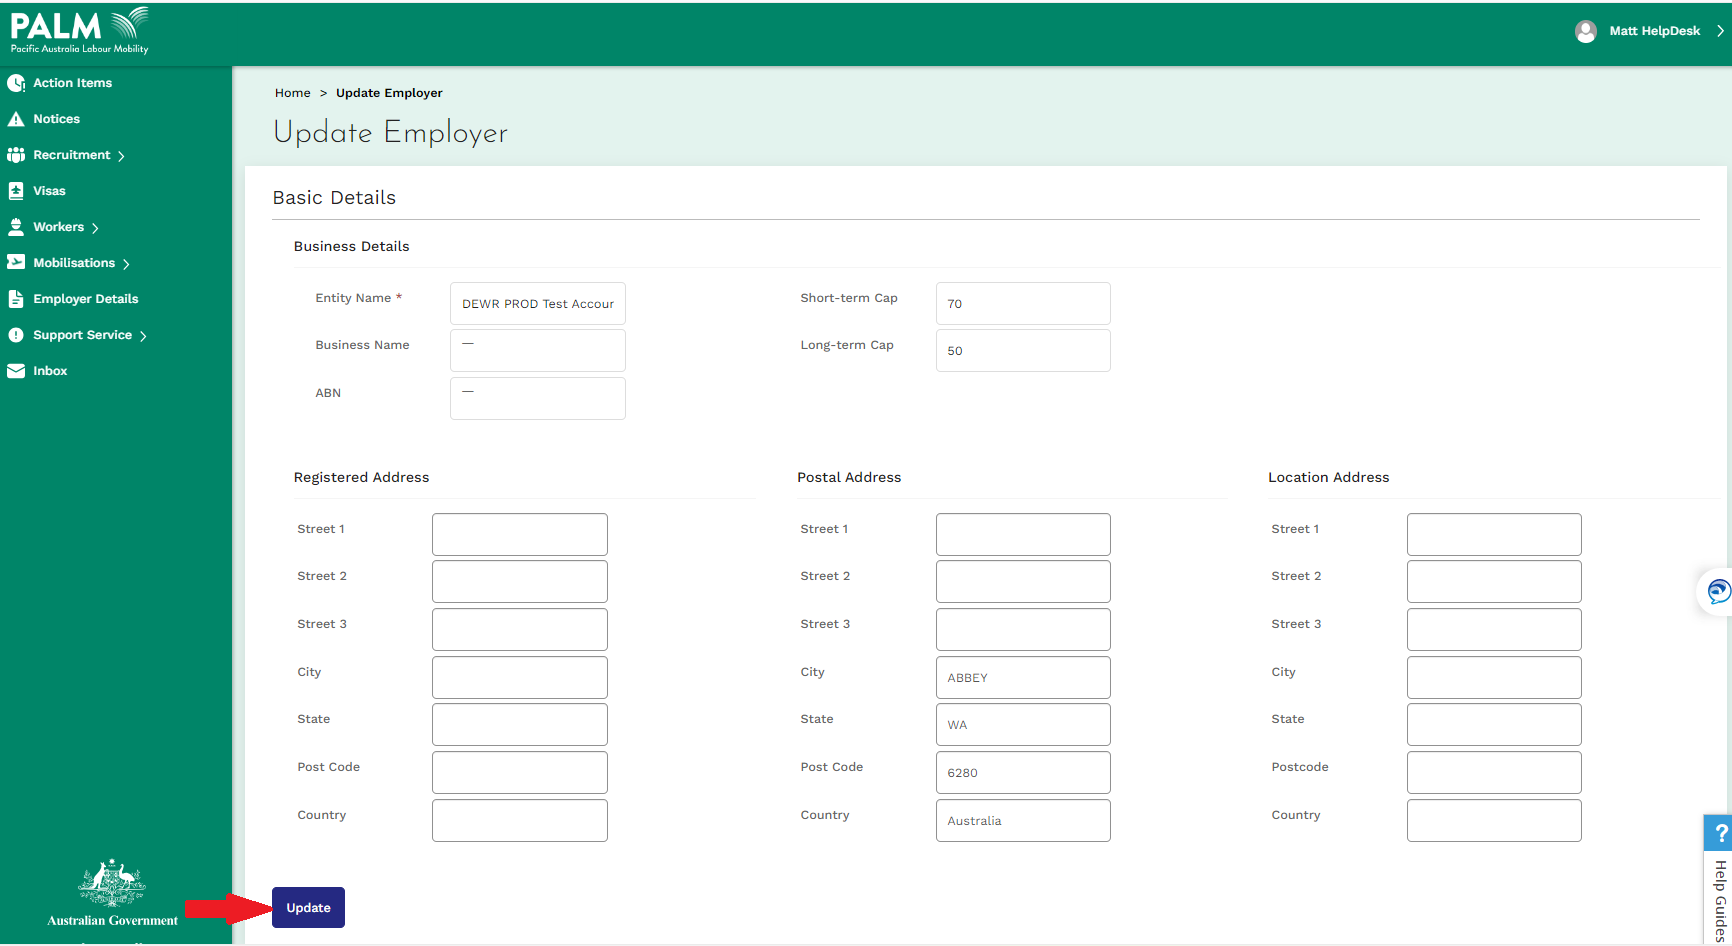 PALM
Pacific Australia Labour Mobility
Matt HelpDesk
Action Items
Notices
Recruitment
Visas
Workers
Mobilisations
Employer Details
Support Service
Inbox
Australian Government
Home > Update Employer
Update Employer
Basic Details
Business Details
Entity Name * DEWR PROD Test Accour
Short-term Cap 70
Business Name —
Long-term Cap 50
ABN —
Registered Address
Street 1
Street 2
Street 3
City
State
Post Code
Country
Postal Address
Street 1
Street 2
Street 3
City ABBEY
State WA
Post Code 6280
Country Australia
Location Address
Street 1
Street 2
Street 3
City
State
Postcode
Country
Update
? Help Guides